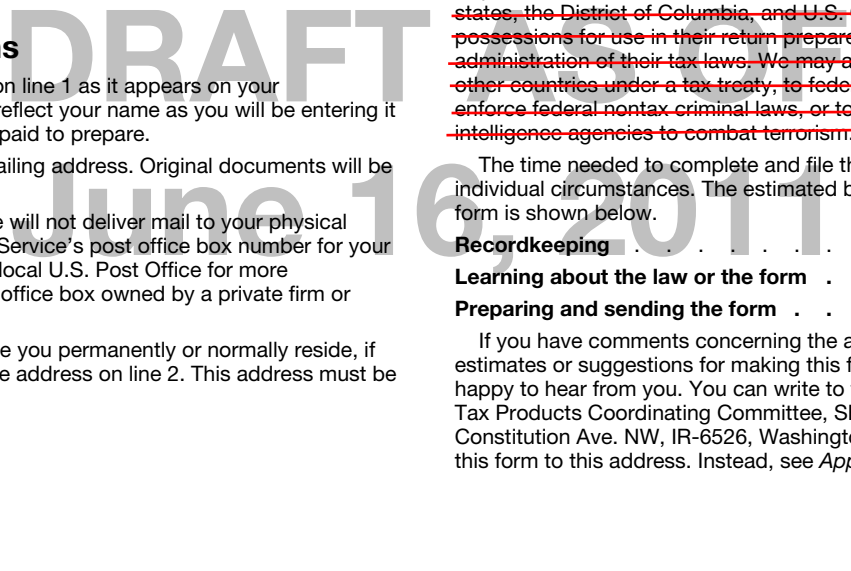 DRAFT AS OF
June 16, 2011
on line 1 as it appears on your
reflect your name as you will be entering it
paid to prepare.
ailing address. Original documents will be
e will not deliver mail to your physical
Service's post office box number for your
local U.S. Post Office for more
office box owned by a private firm or
e you permanently or normally reside, if
e address on line 2. This address must be
states, the District of Columbia, and U.S.
possessions for use in their return prepare
administration of their tax laws. We may a
other countries under a tax treaty, to fede
enforce federal nontax criminal laws, or to
intelligence agencies to combat terrorism.
The time needed to complete and file th
individual circumstances. The estimated b
form is shown below.
Recordkeeping . . . . . . .
Learning about the law or the form .
Preparing and sending the form . .
If you have comments concerning the a
estimates or suggestions for making this f
happy to hear from you. You can write to
Tax Products Coordinating Committee, S
Constitution Ave. NW, IR-6526, Washingt
this form to this address. Instead, see App